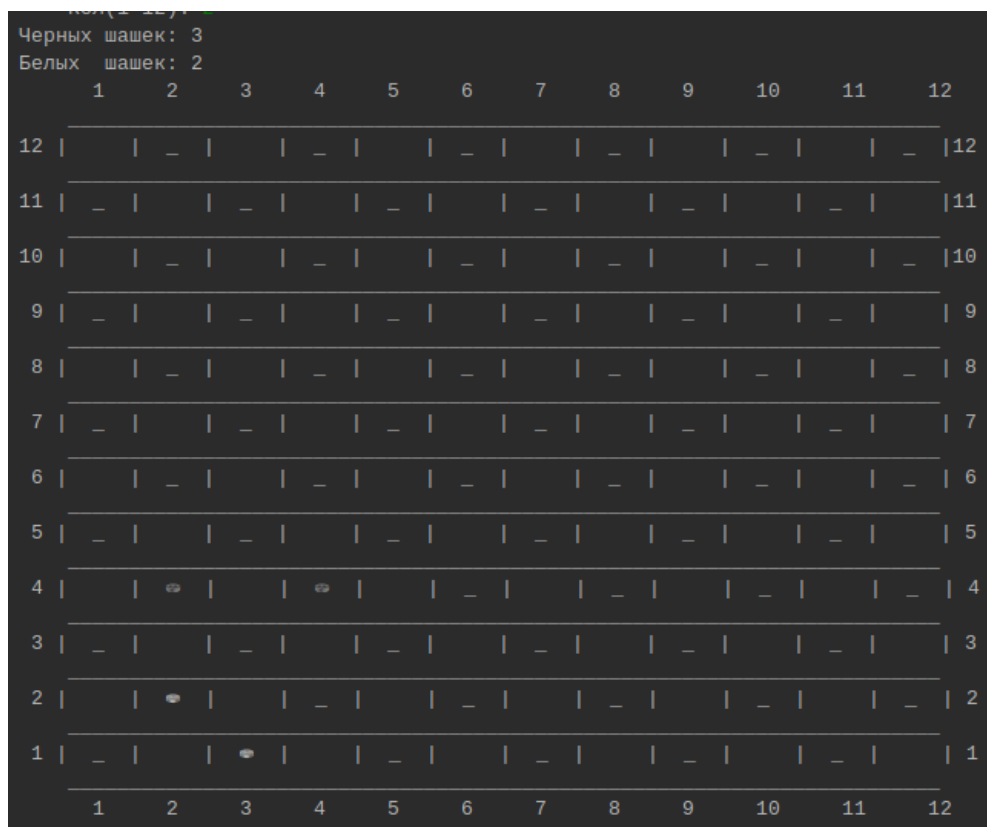 Черных шашек: 3
Белых  шашек: 2
1 2 3 4 5 6 7 8 9 10 11 12
12 |    | _ |    | _ |    | _ |    | _ |    | _ |    | _ |12
11 | _ |    | _ |    | _ |    | _ |    | _ |    | _ |    |11
10 |    | _ |    | _ |    | _ |    | _ |    | _ |    | _ |10
9 | _ |    | _ |    | _ |    | _ |    | _ |    | _ |    | 9
8 |    | _ |    | _ |    | _ |    | _ |    | _ |    | _ | 8
7 | _ |    | _ |    | _ |    | _ |    | _ |    | _ |    | 7
6 |    | _ |    | _ |    | _ |    | _ |    | _ |    | _ | 6
5 | _ |    | _ |    | _ |    | _ |    | _ |    | _ |    | 5
4 |    | ⛂ |    | ⛂ |    | _ |    | _ |    | _ |    | _ | 4
3 | _ |    | _ |    | _ |    | _ |    | _ |    | _ |    | 3
2 |    | ⛂ |    | _ |    | _ |    | _ |    | _ |    | _ | 2
1 | _ |    | ⛂ |    | _ |    | _ |    | _ |    | _ |    | 1
1 2 3 4 5 6 7 8 9 10 11 12